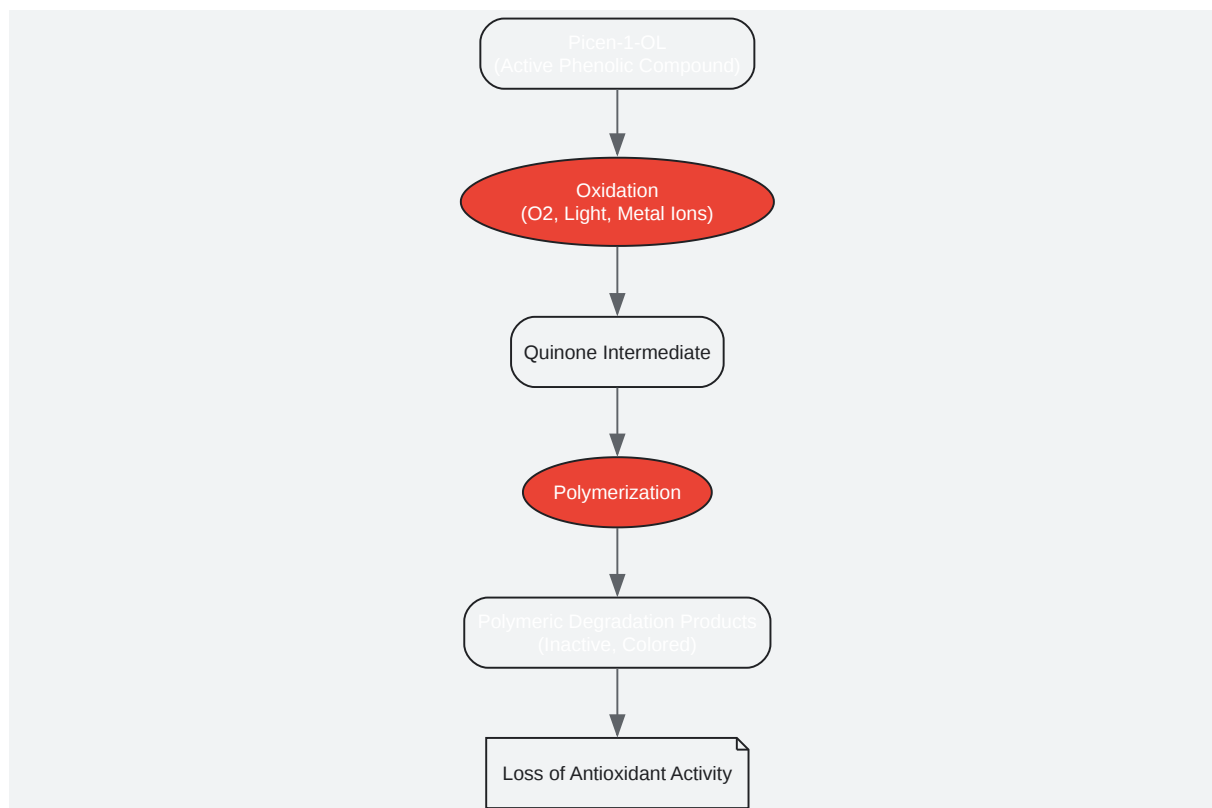 Picen-1-OL
(Active Phenolic Compound)
Oxidation
(O2, Light, Metal Ions)
Quinone Intermediate
Polymerization
Polymeric Degradation Products
(Inactive, Colored)
Loss of Antioxidant Activity